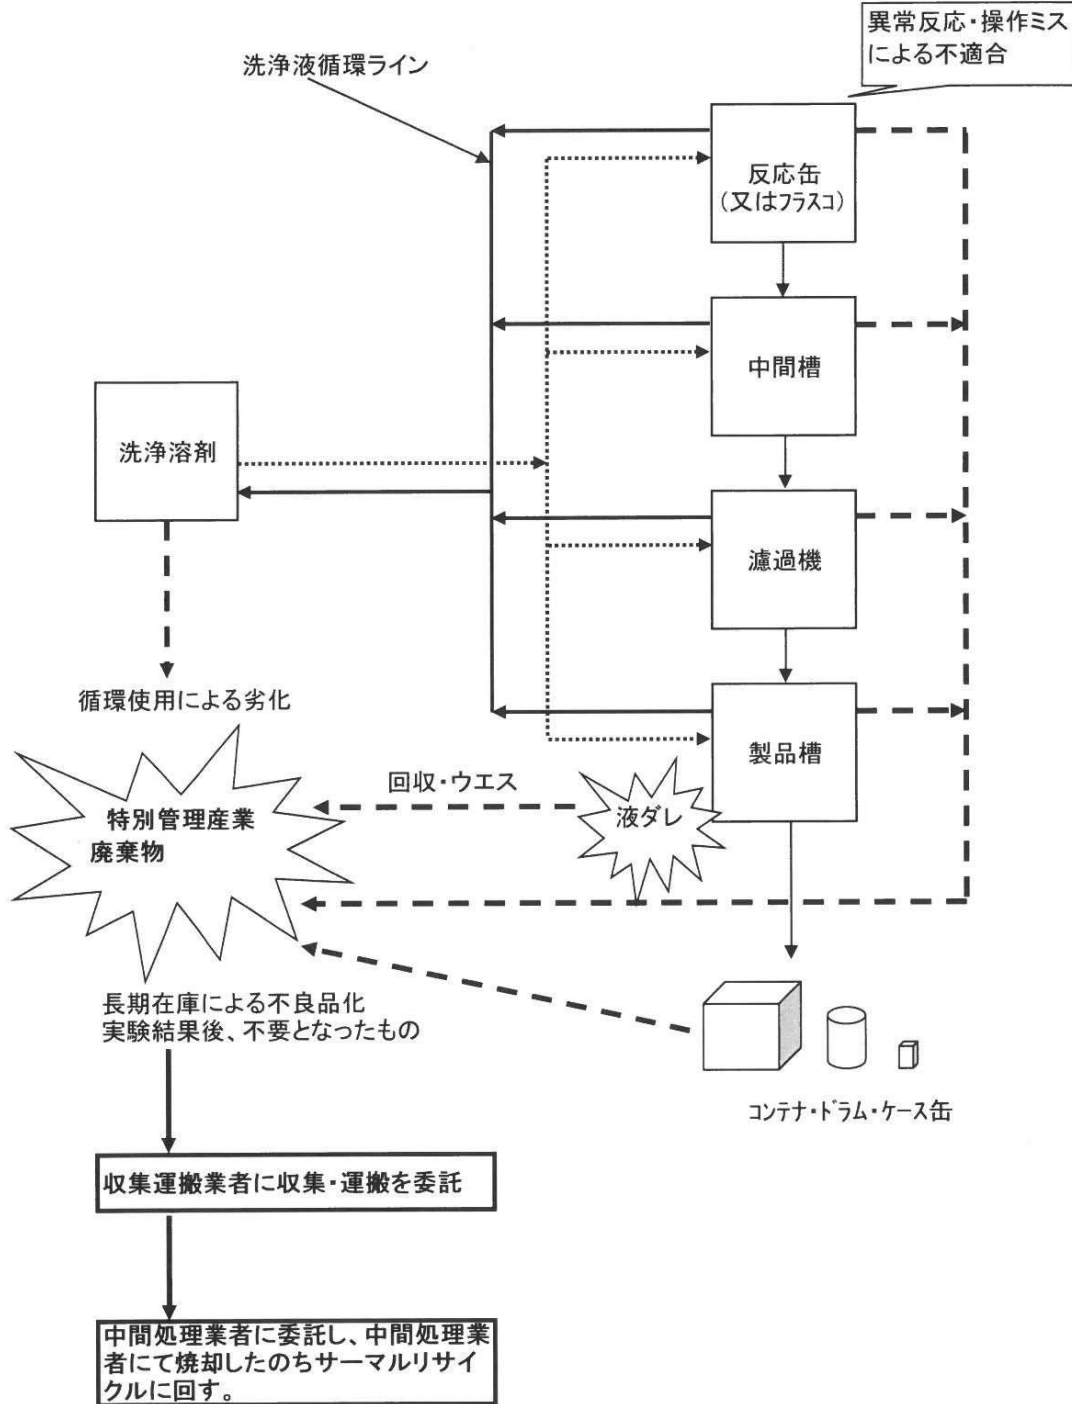 異常反応・操作ミス
による不適合
洗浄液循環ライン
反応缶
(又はフラスコ)
中間槽
洗浄溶剤
濾過機
循環使用による劣化
製品槽
回収・ウエス
液ダレ
特別管理産業
廃棄物
長期在庫による不良品化
実験結果後、不要となったもの
コンテナ・ドラム・ケース缶
収集運搬業者に収集・運搬を委託
中間処理業者に委託し、中間処理業
者にて焼却したのちサーマルリサイ
クルに回す。